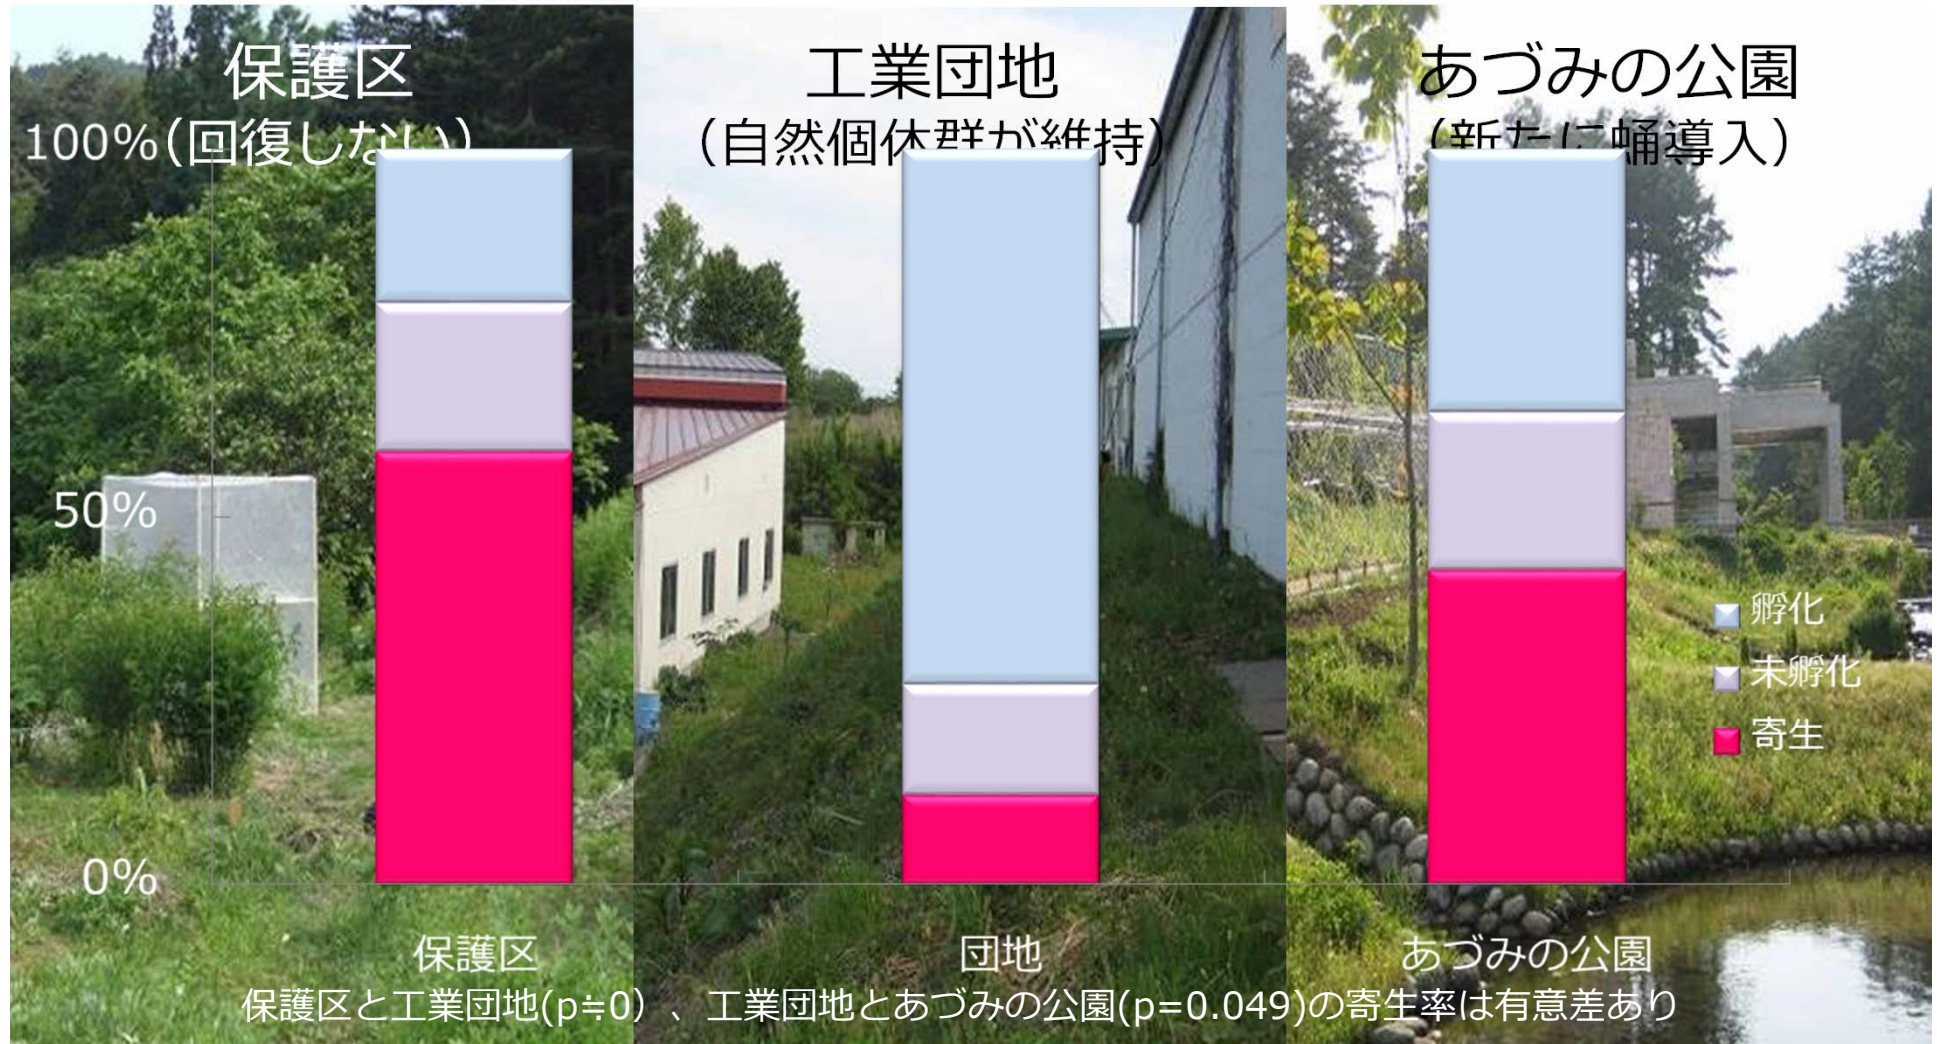 保護区
(回復しない)
工業団地
（自然個体群が維持）
あづみの公園
（新たに蛹導入）
100%
50%
0%
孵化
未孵化
寄生
保護区
団地
あづみの公園
保護区と工業団地(p≒0）、工業団地とあづみの公園(p=0.049)の寄生率は有意差あり